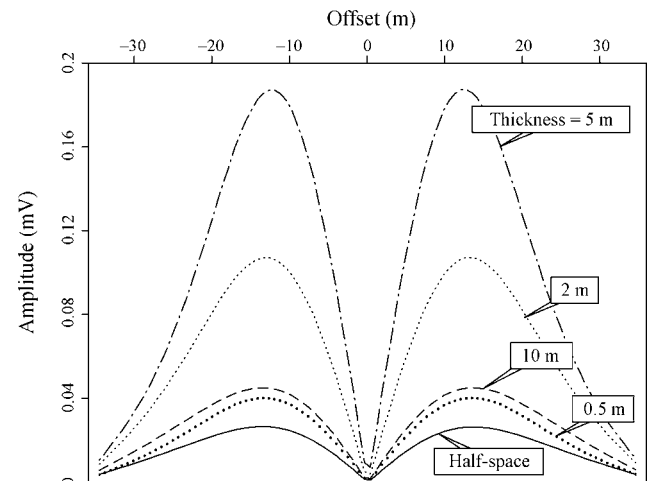 Offset (m)
−30 −20 −10 0 10 20 30
0.2
0.16
0.12
0.08
0.04
0
Amplitude (mV)
Thickness = 5 m
2 m
10 m
0.5 m
Half-space